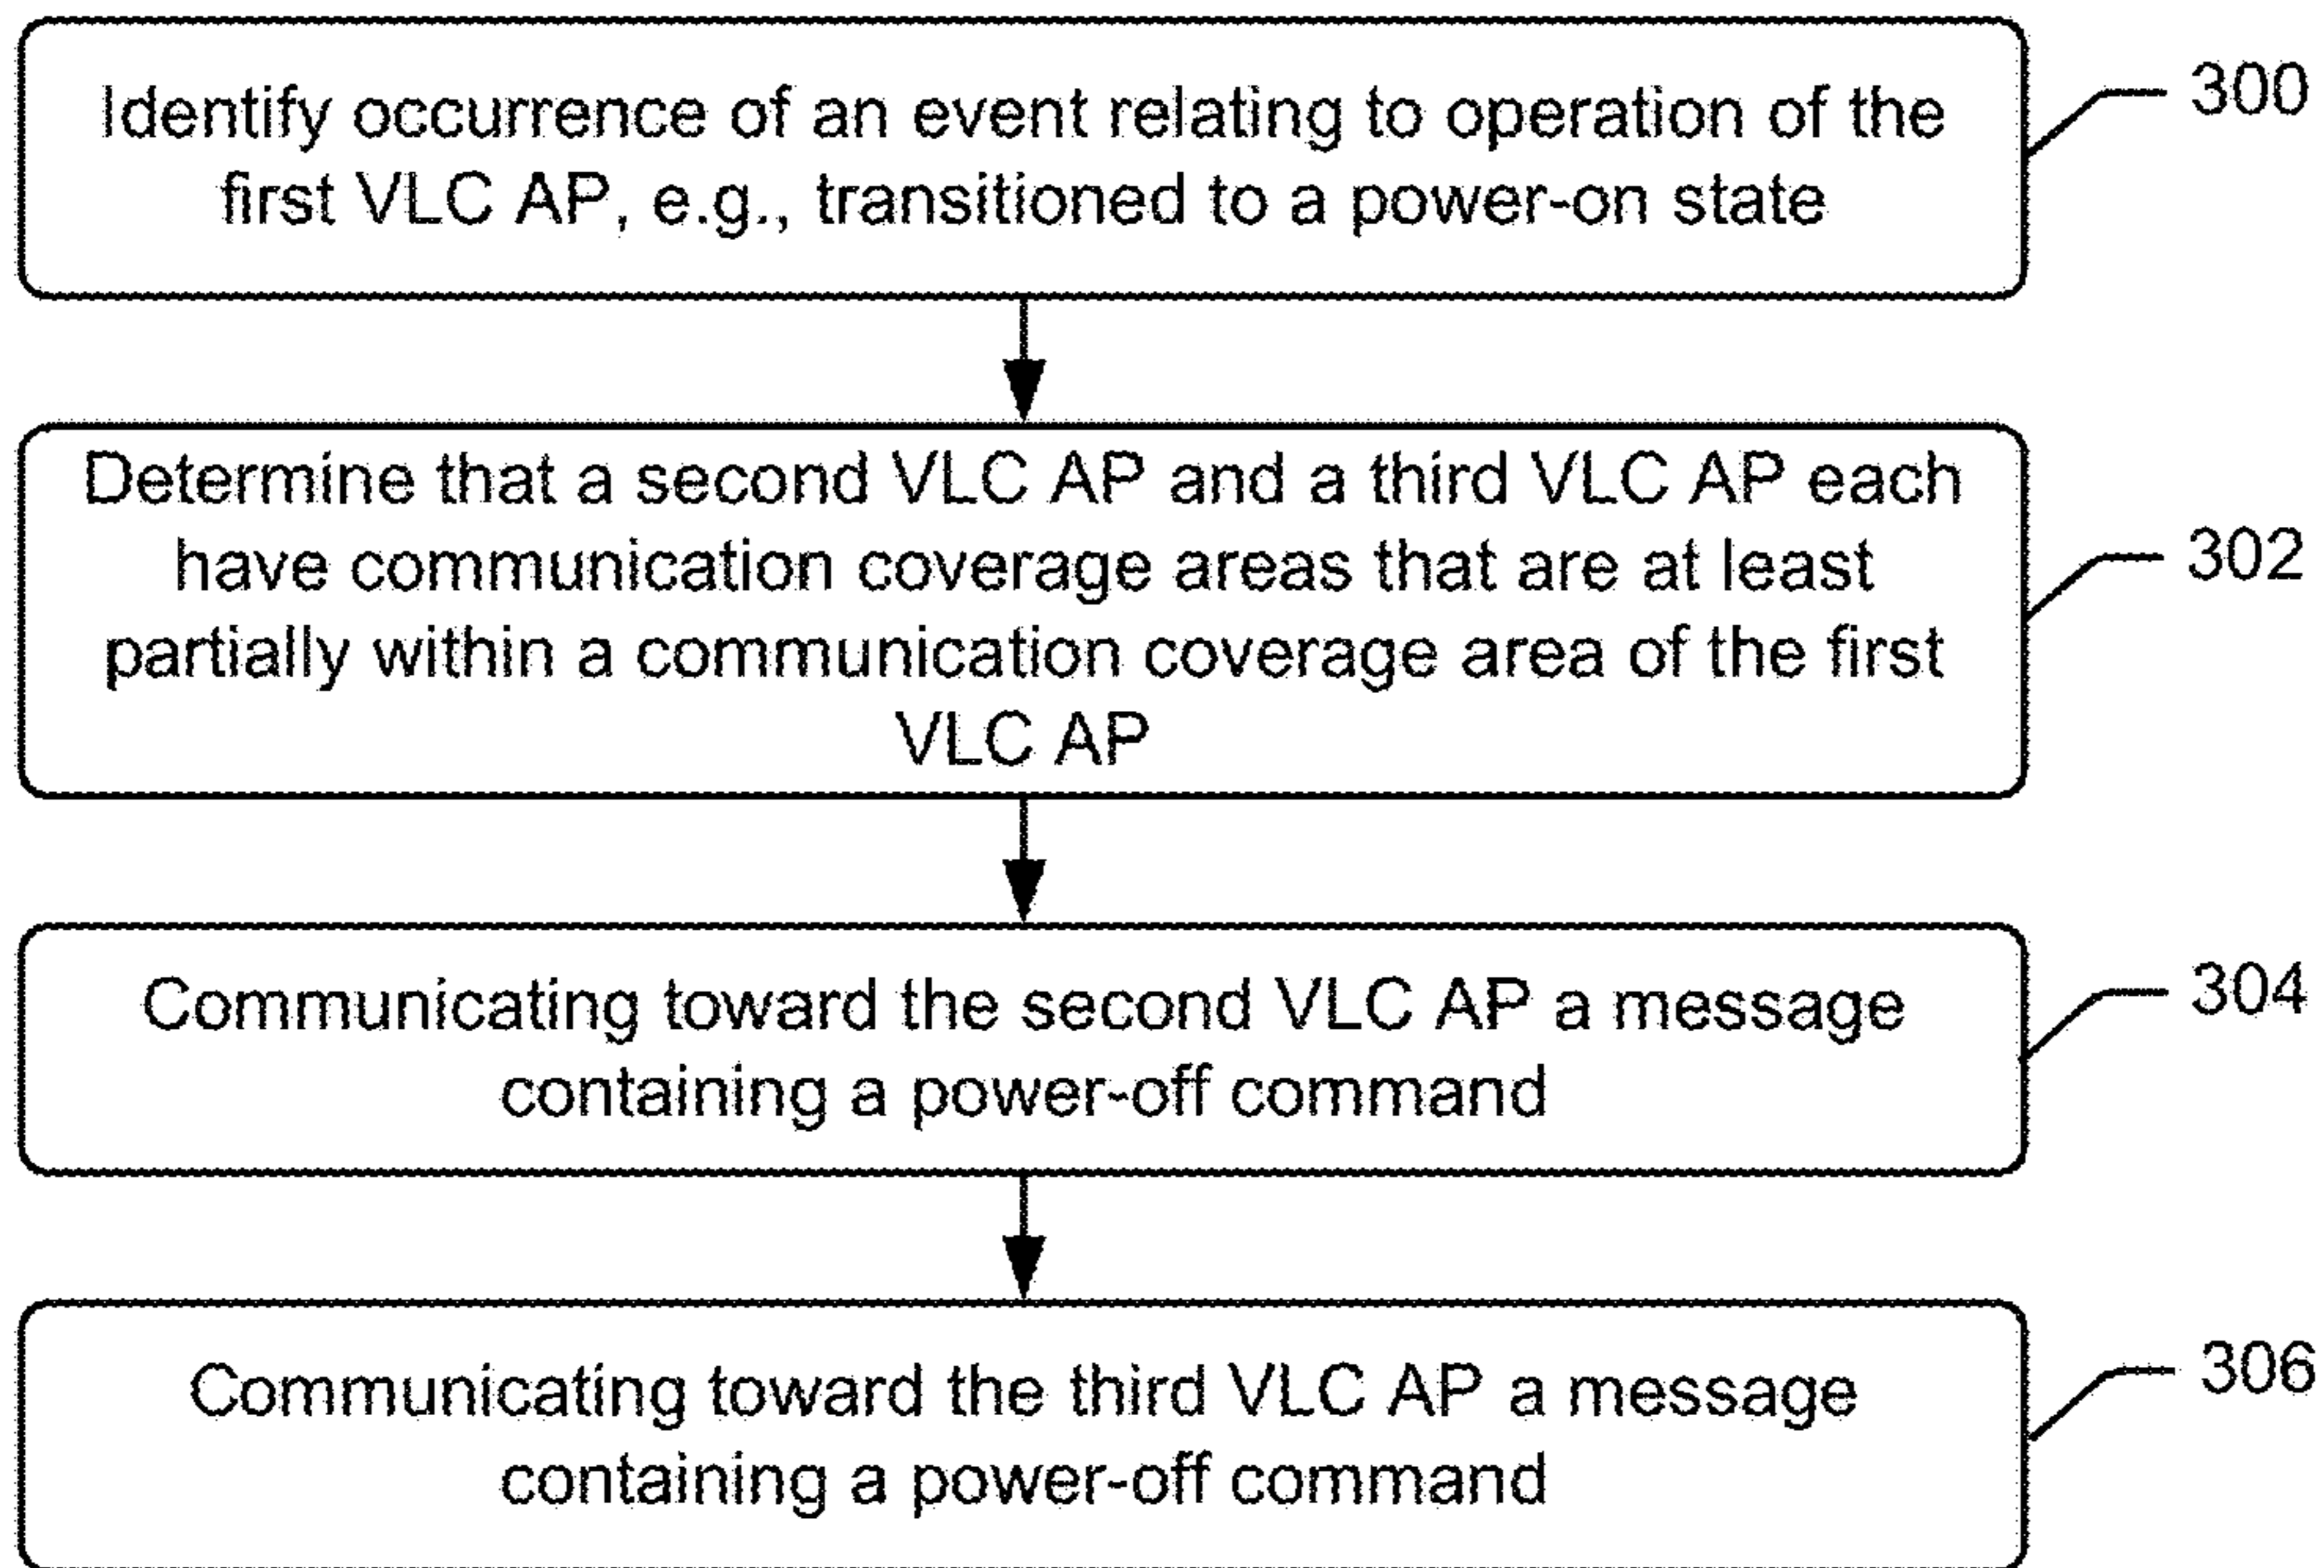 Identify occurrence of an event relating to operation of the
first VLC AP, e.g., transitioned to a power-on state
300
Determine that a second VLC AP and a third VLC AP each
have communication coverage areas that are at least
partially within a communication coverage area of the first
VLC AP
302
Communicating toward the second VLC AP a message
containing a power-off command
304
Communicating toward the third VLC AP a message
containing a power-off command
306